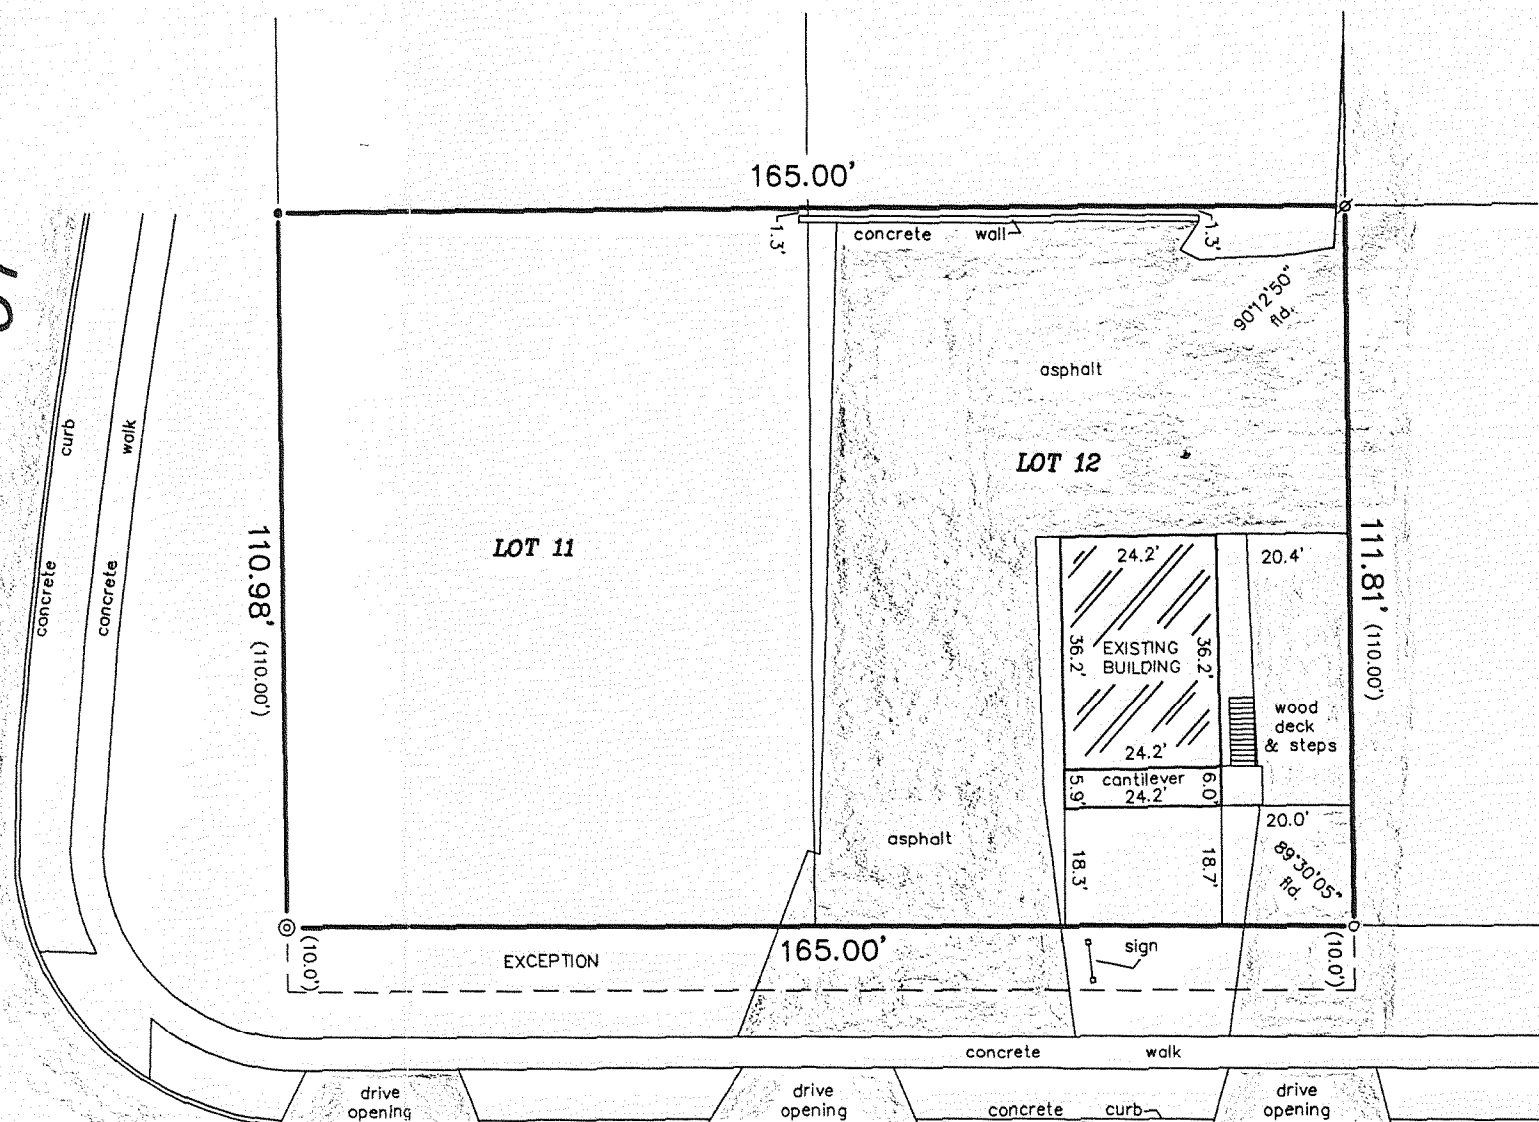 165.00'
1.3'
concrete wall
1.3'
90°12'50"
fld.
asphalt
curb
walk
LOT 12
concrete
concrete
110.98' (110.00')
LOT 11
111.81' (110.00')
24.2'
20.4'
36.2'
EXISTING
BUILDING
36.2'
24.2'
wood
deck
& steps
cantilever
24.2'
5.9'
6.0'
20.0'
asphalt
18.3'
18.7'
89°30'05"
fld.
(10.0')
EXCEPTION
165.00'
sign
(10.0')
concrete walk
drive
opening
drive
opening
concrete curb
drive
opening